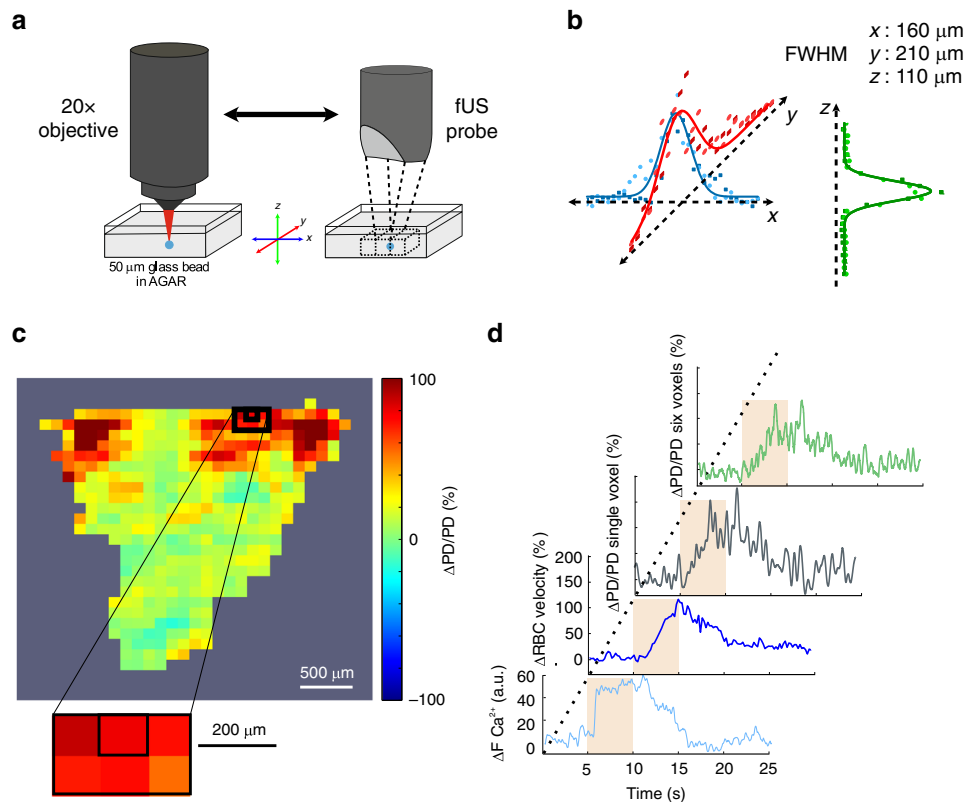 a
20×
objective
fUS
probe
z
y
x
50 μm glass bead
in AGAR
b
FWHM
x : 160 μm
y : 210 μm
z : 110 μm
y
x
z
c
100
0
−100
ΔPD/PD (%)
500 μm
200 μm
d
ΔPD/PD six voxels (%)
ΔPD/PD single voxel (%)
ΔRBC velocity (%)
200
150
100
50
0
ΔF Ca²⁺ (a.u.)
60
40
20
0
5
10
15
20
25
Time (s)